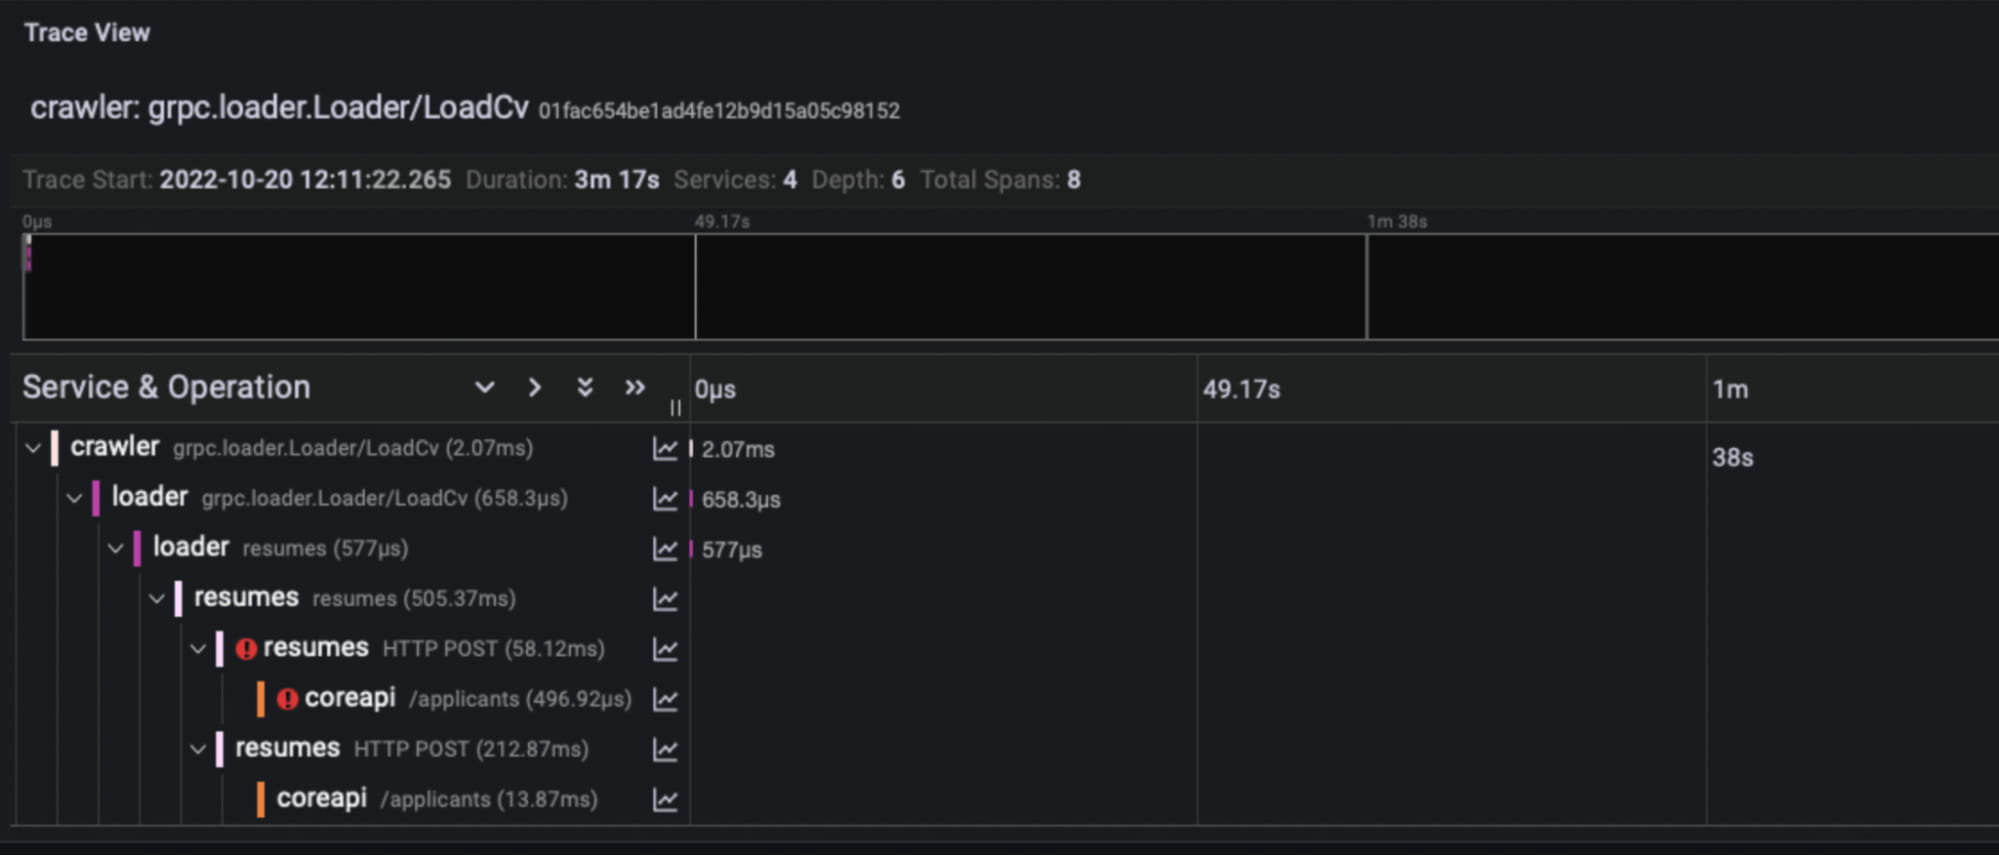 Trace View
crawler: grpc.loader.Loader/LoadCv 01fac654be1ad4fe12b9d15a05c98152
Trace Start: 2022-10-20 12:11:22.265 Duration: 3m 17s Services: 4 Depth: 6 Total Spans: 8
0μs 49.17s 1m 38s
Service & Operation 0μs 49.17s 1m
38s
crawler grpc.loader.Loader/LoadCv (2.07ms) 2.07ms
loader grpc.loader.Loader/LoadCv (658.3μs) 658.3μs
loader resumes (577μs) 577μs
resumes resumes (505.37ms)
resumes HTTP POST (58.12ms)
coreapi /applicants (496.92μs)
resumes HTTP POST (212.87ms)
coreapi /applicants (13.87ms)